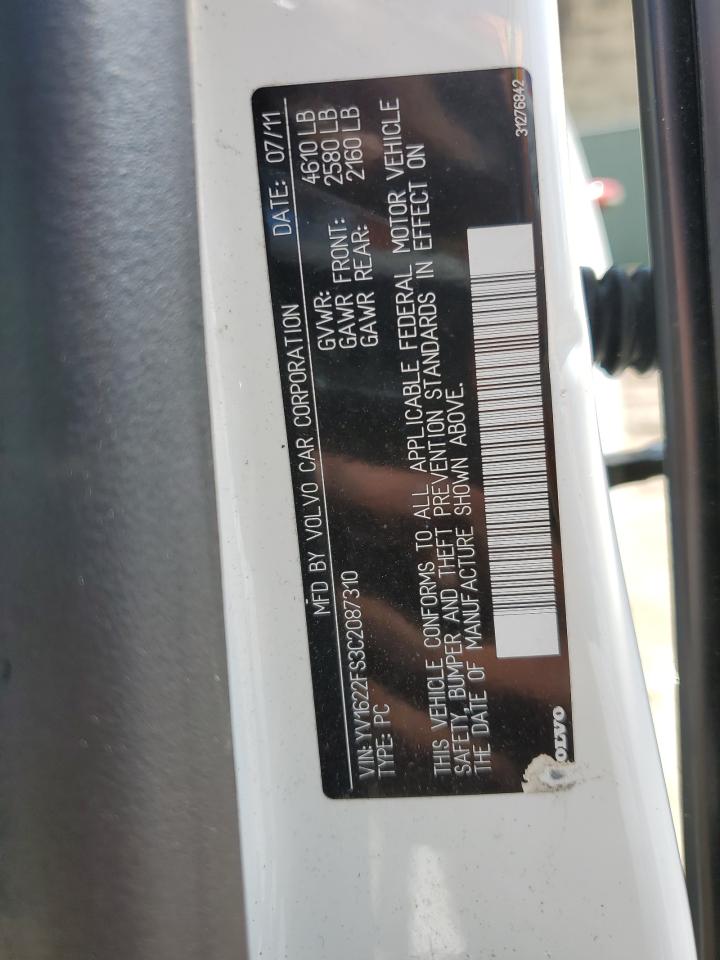 MFD BY VOLVO CAR CORPORATION DATE: 07/11
GVWR: 4610 LB
GAWR FRONT: 2580 LB
GAWR REAR: 2160 LB
VIN: YV1622FS3C2087310
TYPE: PC
THIS VEHICLE CONFORMS TO ALL APPLICABLE FEDERAL MOTOR VEHICLE
SAFETY, BUMPER AND THEFT PREVENTION STANDARDS IN EFFECT ON
THE DATE OF MANUFACTURE SHOWN ABOVE.
31276842
OLVO